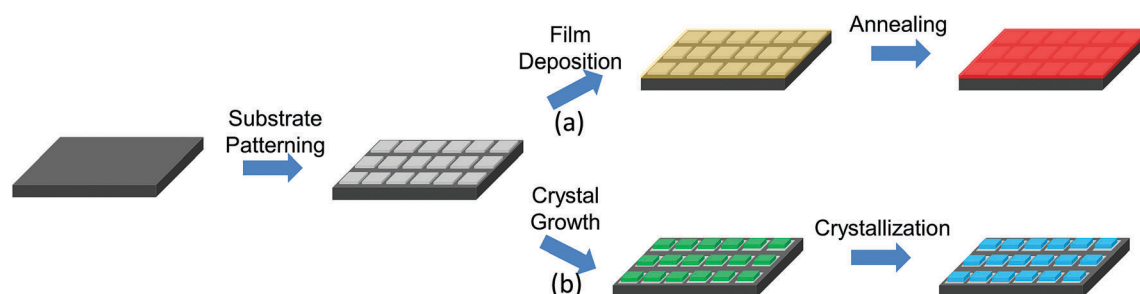 Substrate
Patterning
Film
Deposition
(a)
Annealing
Crystal
Growth
(b)
Crystallization